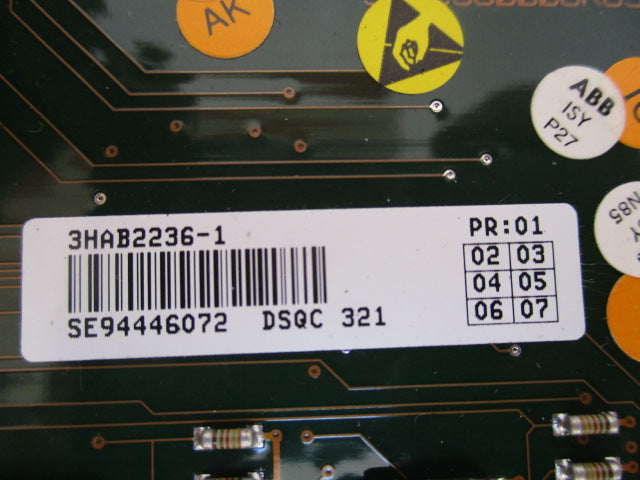 AK
ABB
ISY
P27
N85
3HAB2236-1
PR:01
02 03
04 05
06 07
SE94446072 DSQC 321